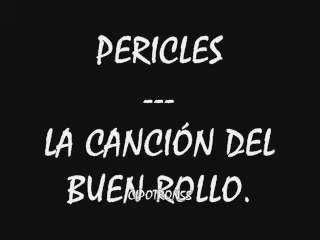 PERICLES
---
LA CANCIÓN DEL
BUEN ROLLO.